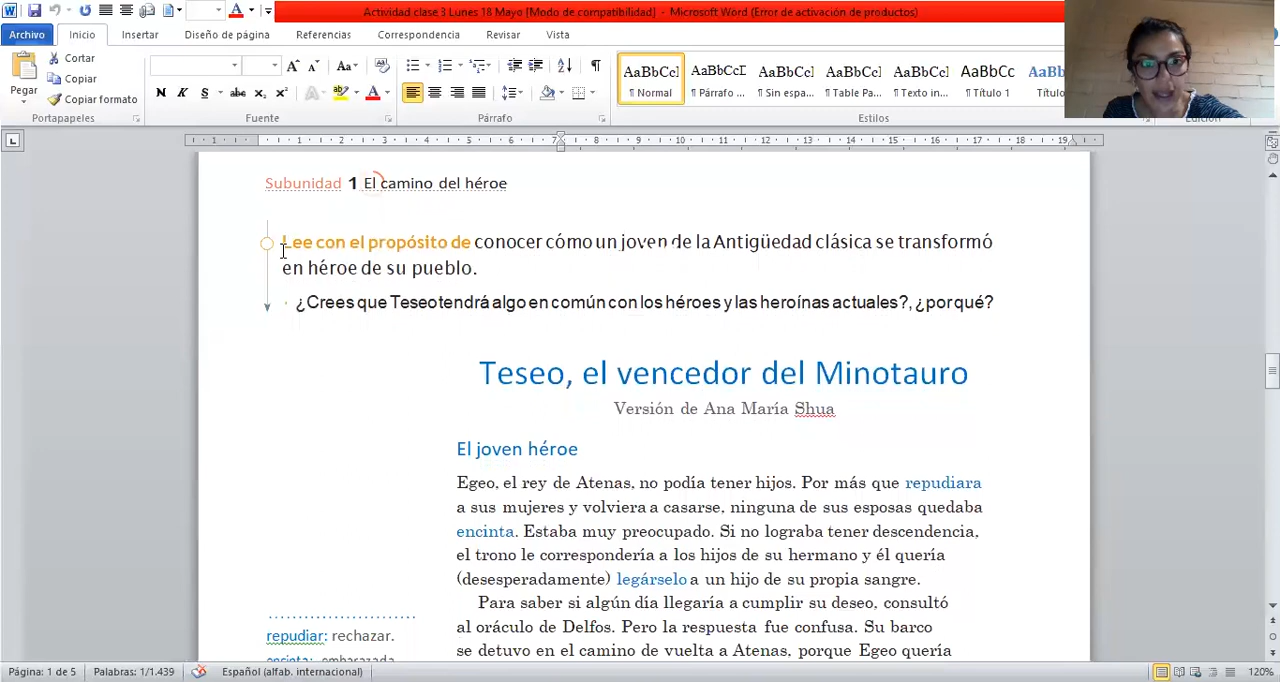 Actividad clase 3 Lunes 18 Mayo [Modo de compatibilidad] - Microsoft Word (Error de activación de productos)
Archivo Inicio Insertar Diseño de página Referencias Correspondencia Revisar Vista
Cortar
Copiar
Copiar formato
Pegar
Portapapeles
Aa
N K S abc x₂ x²
Fuente
Párrafo
AaBbCcI AaBbCcD AaBbCcI AaBbCcI AaBbCcI AaBbCc AaBb
Normal Párrafo ... Sin espa... Table Pa... Texto in... Título 1 Título
Estilos
Subunidad 1 El camino del héroe
Lee con el propósito de conocer cómo un joven de la Antigüedad clásica se transformó
en héroe de su pueblo.
¿Crees que Teseo tendrá algo en común con los héroes y las heroínas actuales?, ¿por qué?
Teseo, el vencedor del Minotauro
Versión de Ana María Shua
El joven héroe
Egeo, el rey de Atenas, no podía tener hijos. Por más que repudiara
a sus mujeres y volviera a casarse, ninguna de sus esposas quedaba
encinta. Estaba muy preocupado. Si no lograba tener descendencia,
el trono le correspondería a los hijos de su hermano y él quería
(desesperadamente) legárselo a un hijo de su propia sangre.
Para saber si algún día llegaría a cumplir su deseo, consultó
al oráculo de Delfos. Pero la respuesta fue confusa. Su barco
se detuvo en el camino de vuelta a Atenas, porque Egeo quería
repudiar: rechazar.
encinta: embarazada
Página: 1 de 5 Palabras: 1/1.439 Español (alfab. internacional) 120%